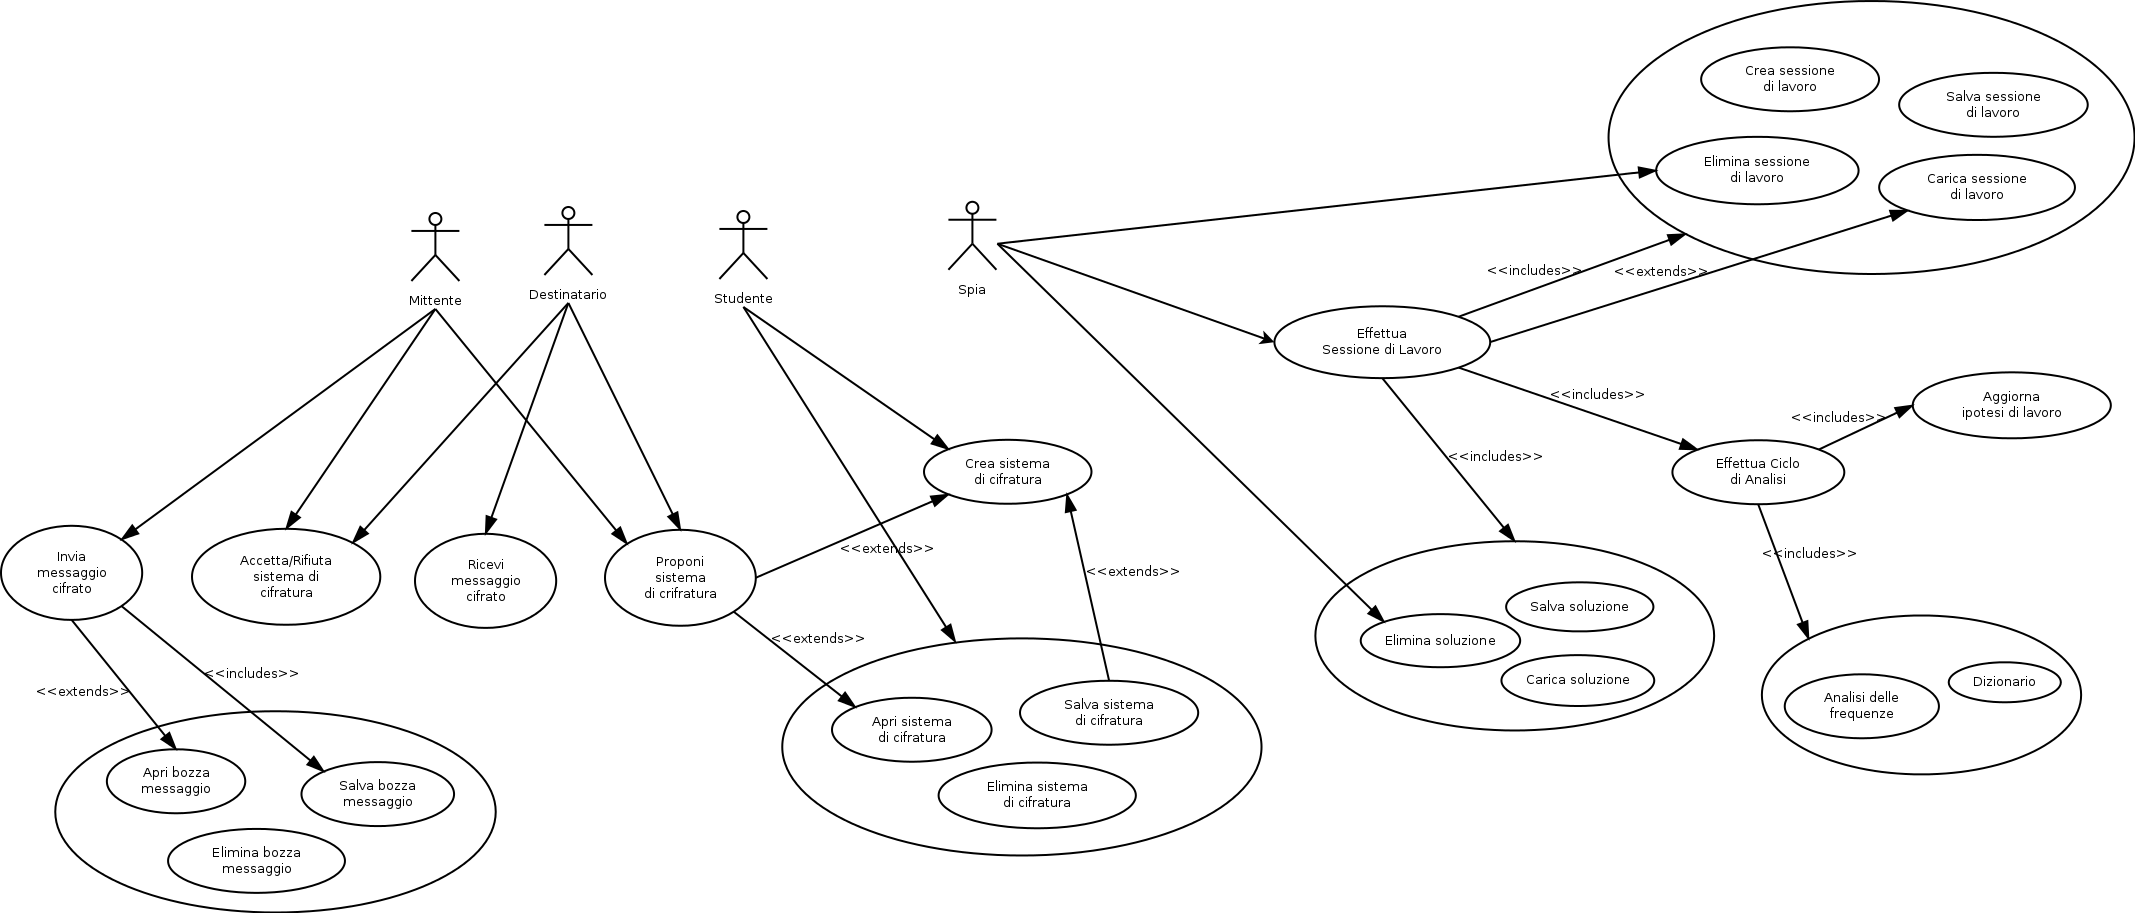 Crea sessione
di lavoro
Salva sessione
di lavoro
Elimina sessione
di lavoro
Carica sessione
di lavoro
Mittente
Destinatario
Studente
Spia
<<includes>>
<<extends>>
Effettua
Sessione di Lavoro
<<includes>>
Aggiorna
ipotesi di lavoro
<<includes>>
<<includes>>
Crea sistema
di cifratura
Effettua Ciclo
di Analisi
Invia
messaggio
cifrato
Accetta/Rifiuta
sistema di
cifratura
Ricevi
messaggio
cifrato
Proponi
sistema
di crifratura
<<extends>>
<<extends>>
<<includes>>
<<extends>>
<<includes>>
<<extends>>
Salva soluzione
Elimina soluzione
Carica soluzione
Analisi delle
frequenze
Dizionario
Apri sistema
di cifratura
Salva sistema
di cifratura
Elimina sistema
di cifratura
Apri bozza
messaggio
Salva bozza
messaggio
Elimina bozza
messaggio